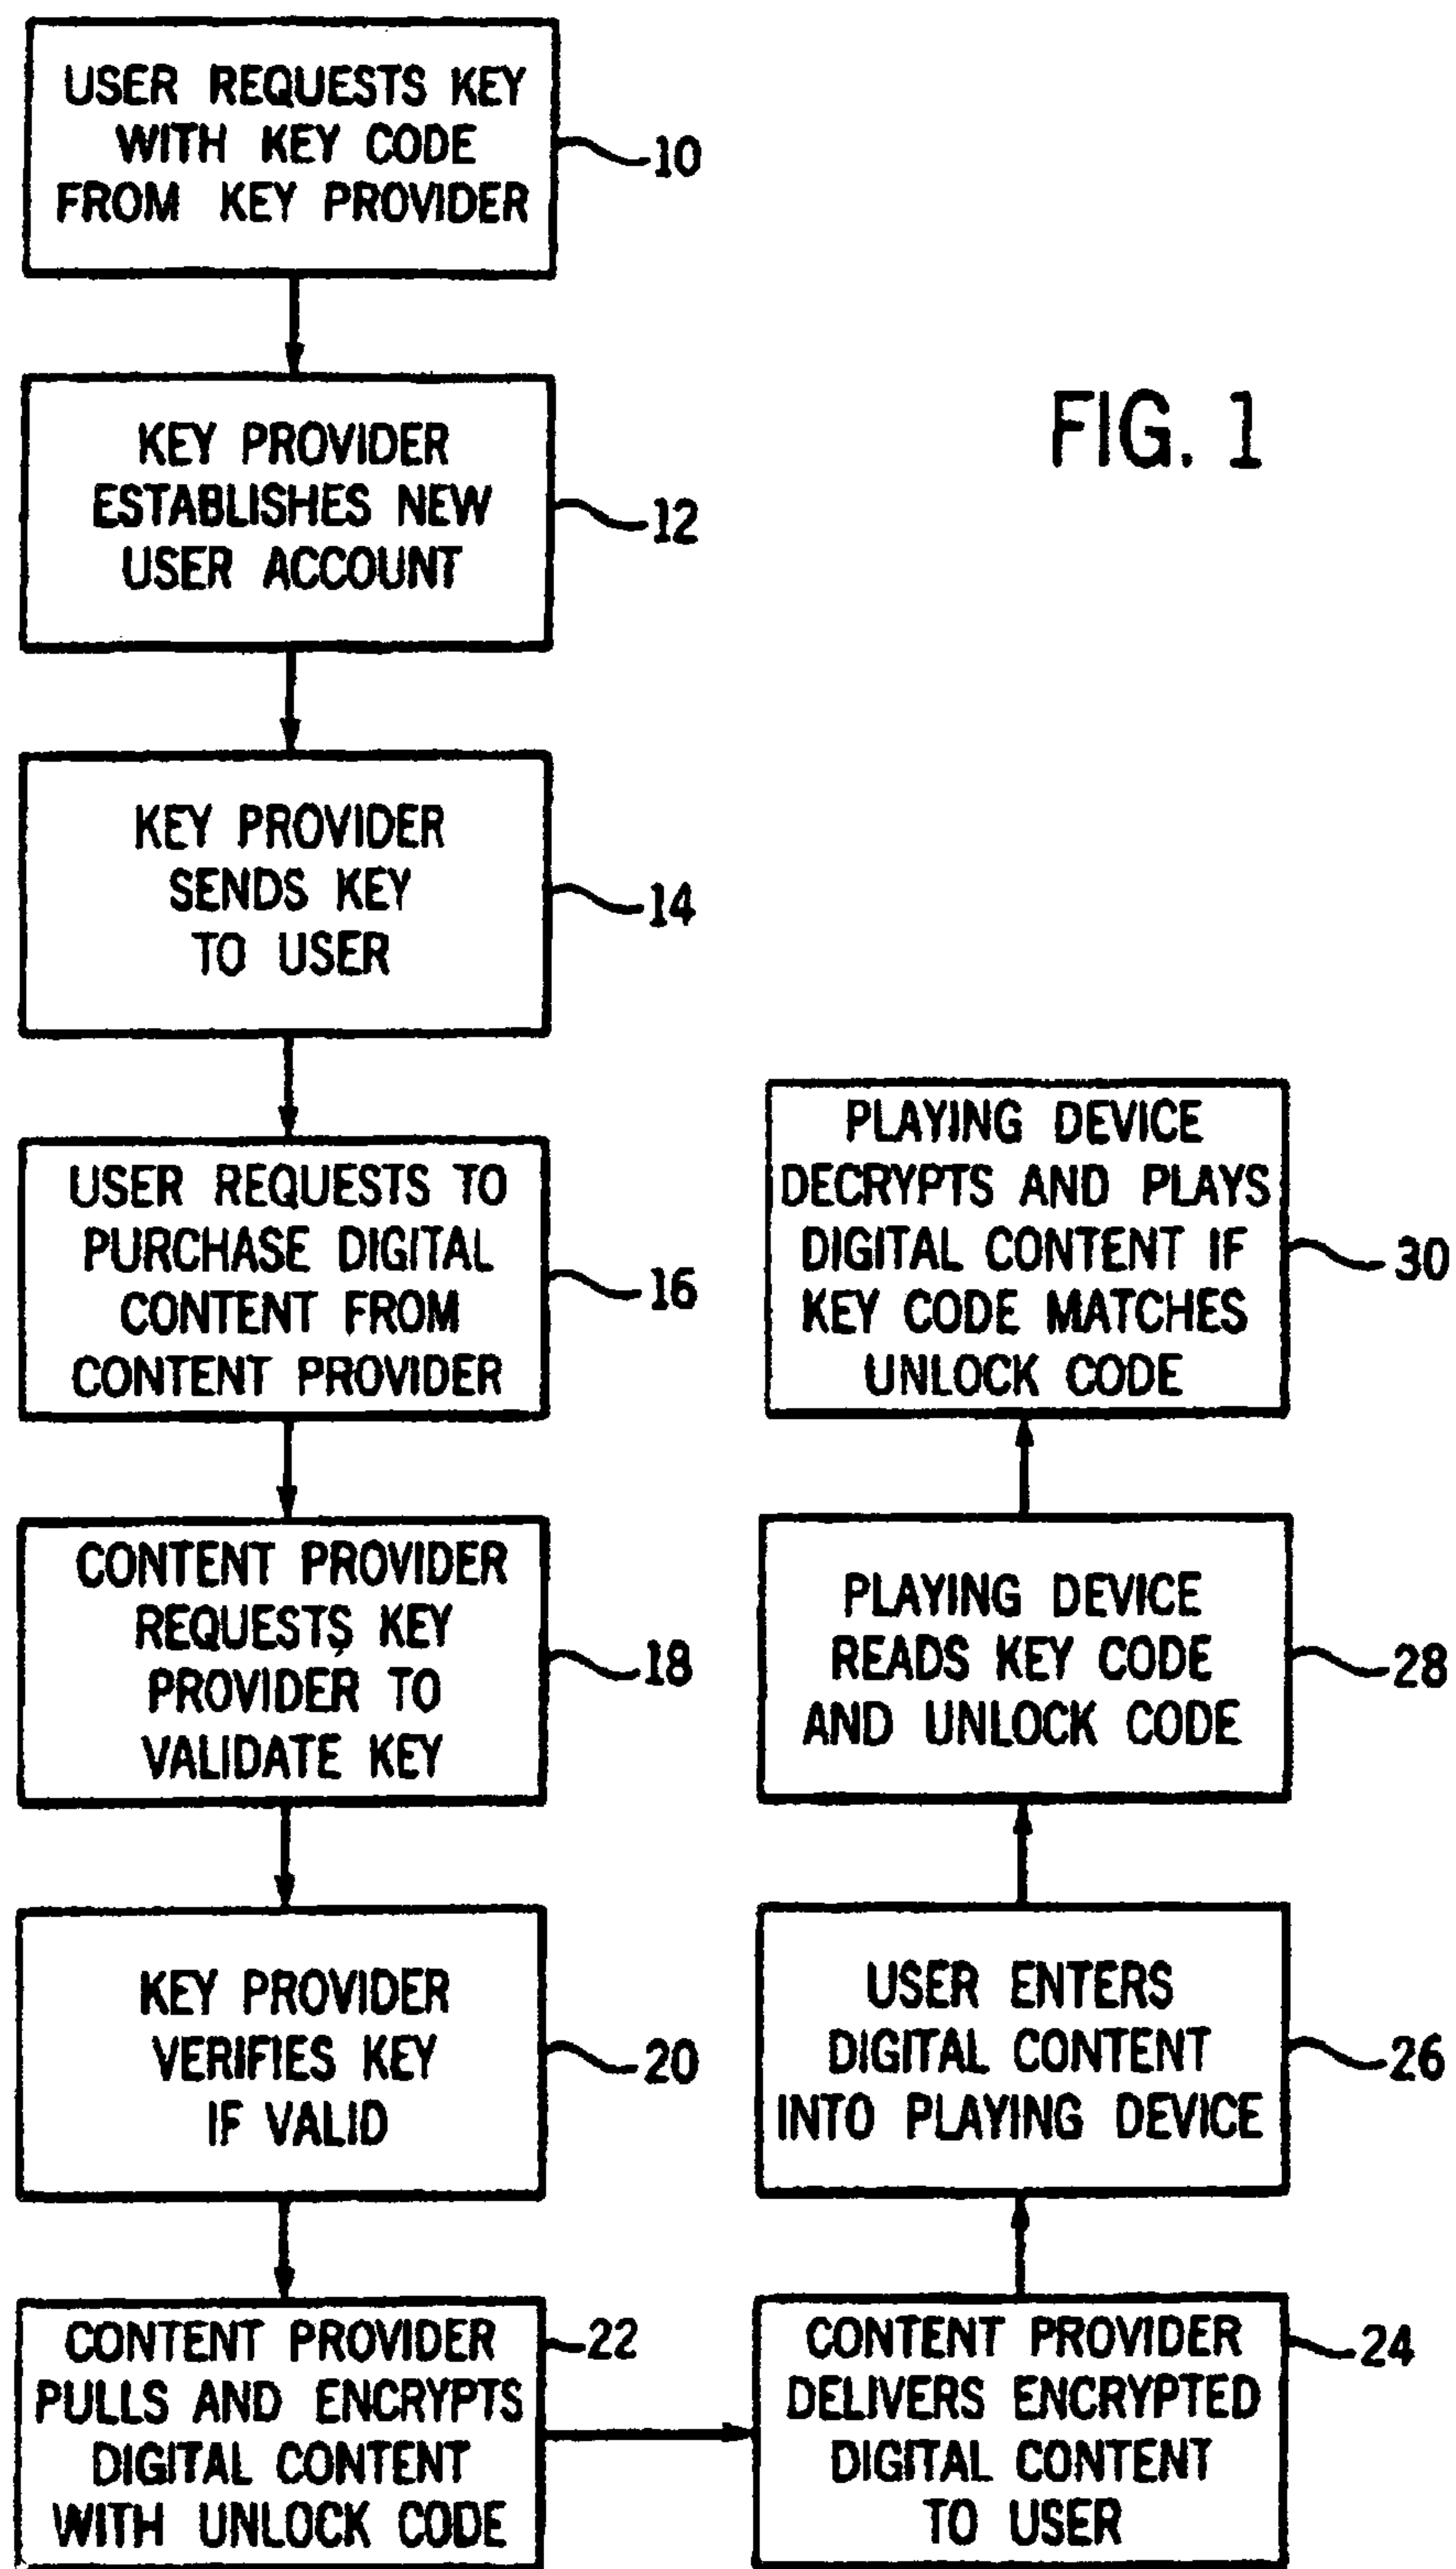 USER REQUESTS KEY
WITH KEY CODE
FROM KEY PROVIDER
10
KEY PROVIDER
ESTABLISHES NEW
USER ACCOUNT
12
FIG. 1
KEY PROVIDER
SENDS KEY
TO USER
14
USER REQUESTS TO
PURCHASE DIGITAL
CONTENT FROM
CONTENT PROVIDER
16
CONTENT PROVIDER
REQUESTS KEY
PROVIDER TO
VALIDATE KEY
18
KEY PROVIDER
VERIFIES KEY
IF VALID
20
CONTENT PROVIDER
PULLS AND ENCRYPTS
DIGITAL CONTENT
WITH UNLOCK CODE
22
CONTENT PROVIDER
DELIVERS ENCRYPTED
DIGITAL CONTENT
TO USER
24
USER ENTERS
DIGITAL CONTENT
INTO PLAYING DEVICE
26
PLAYING DEVICE
READS KEY CODE
AND UNLOCK CODE
28
PLAYING DEVICE
DECRYPTS AND PLAYS
DIGITAL CONTENT IF
KEY CODE MATCHES
UNLOCK CODE
30